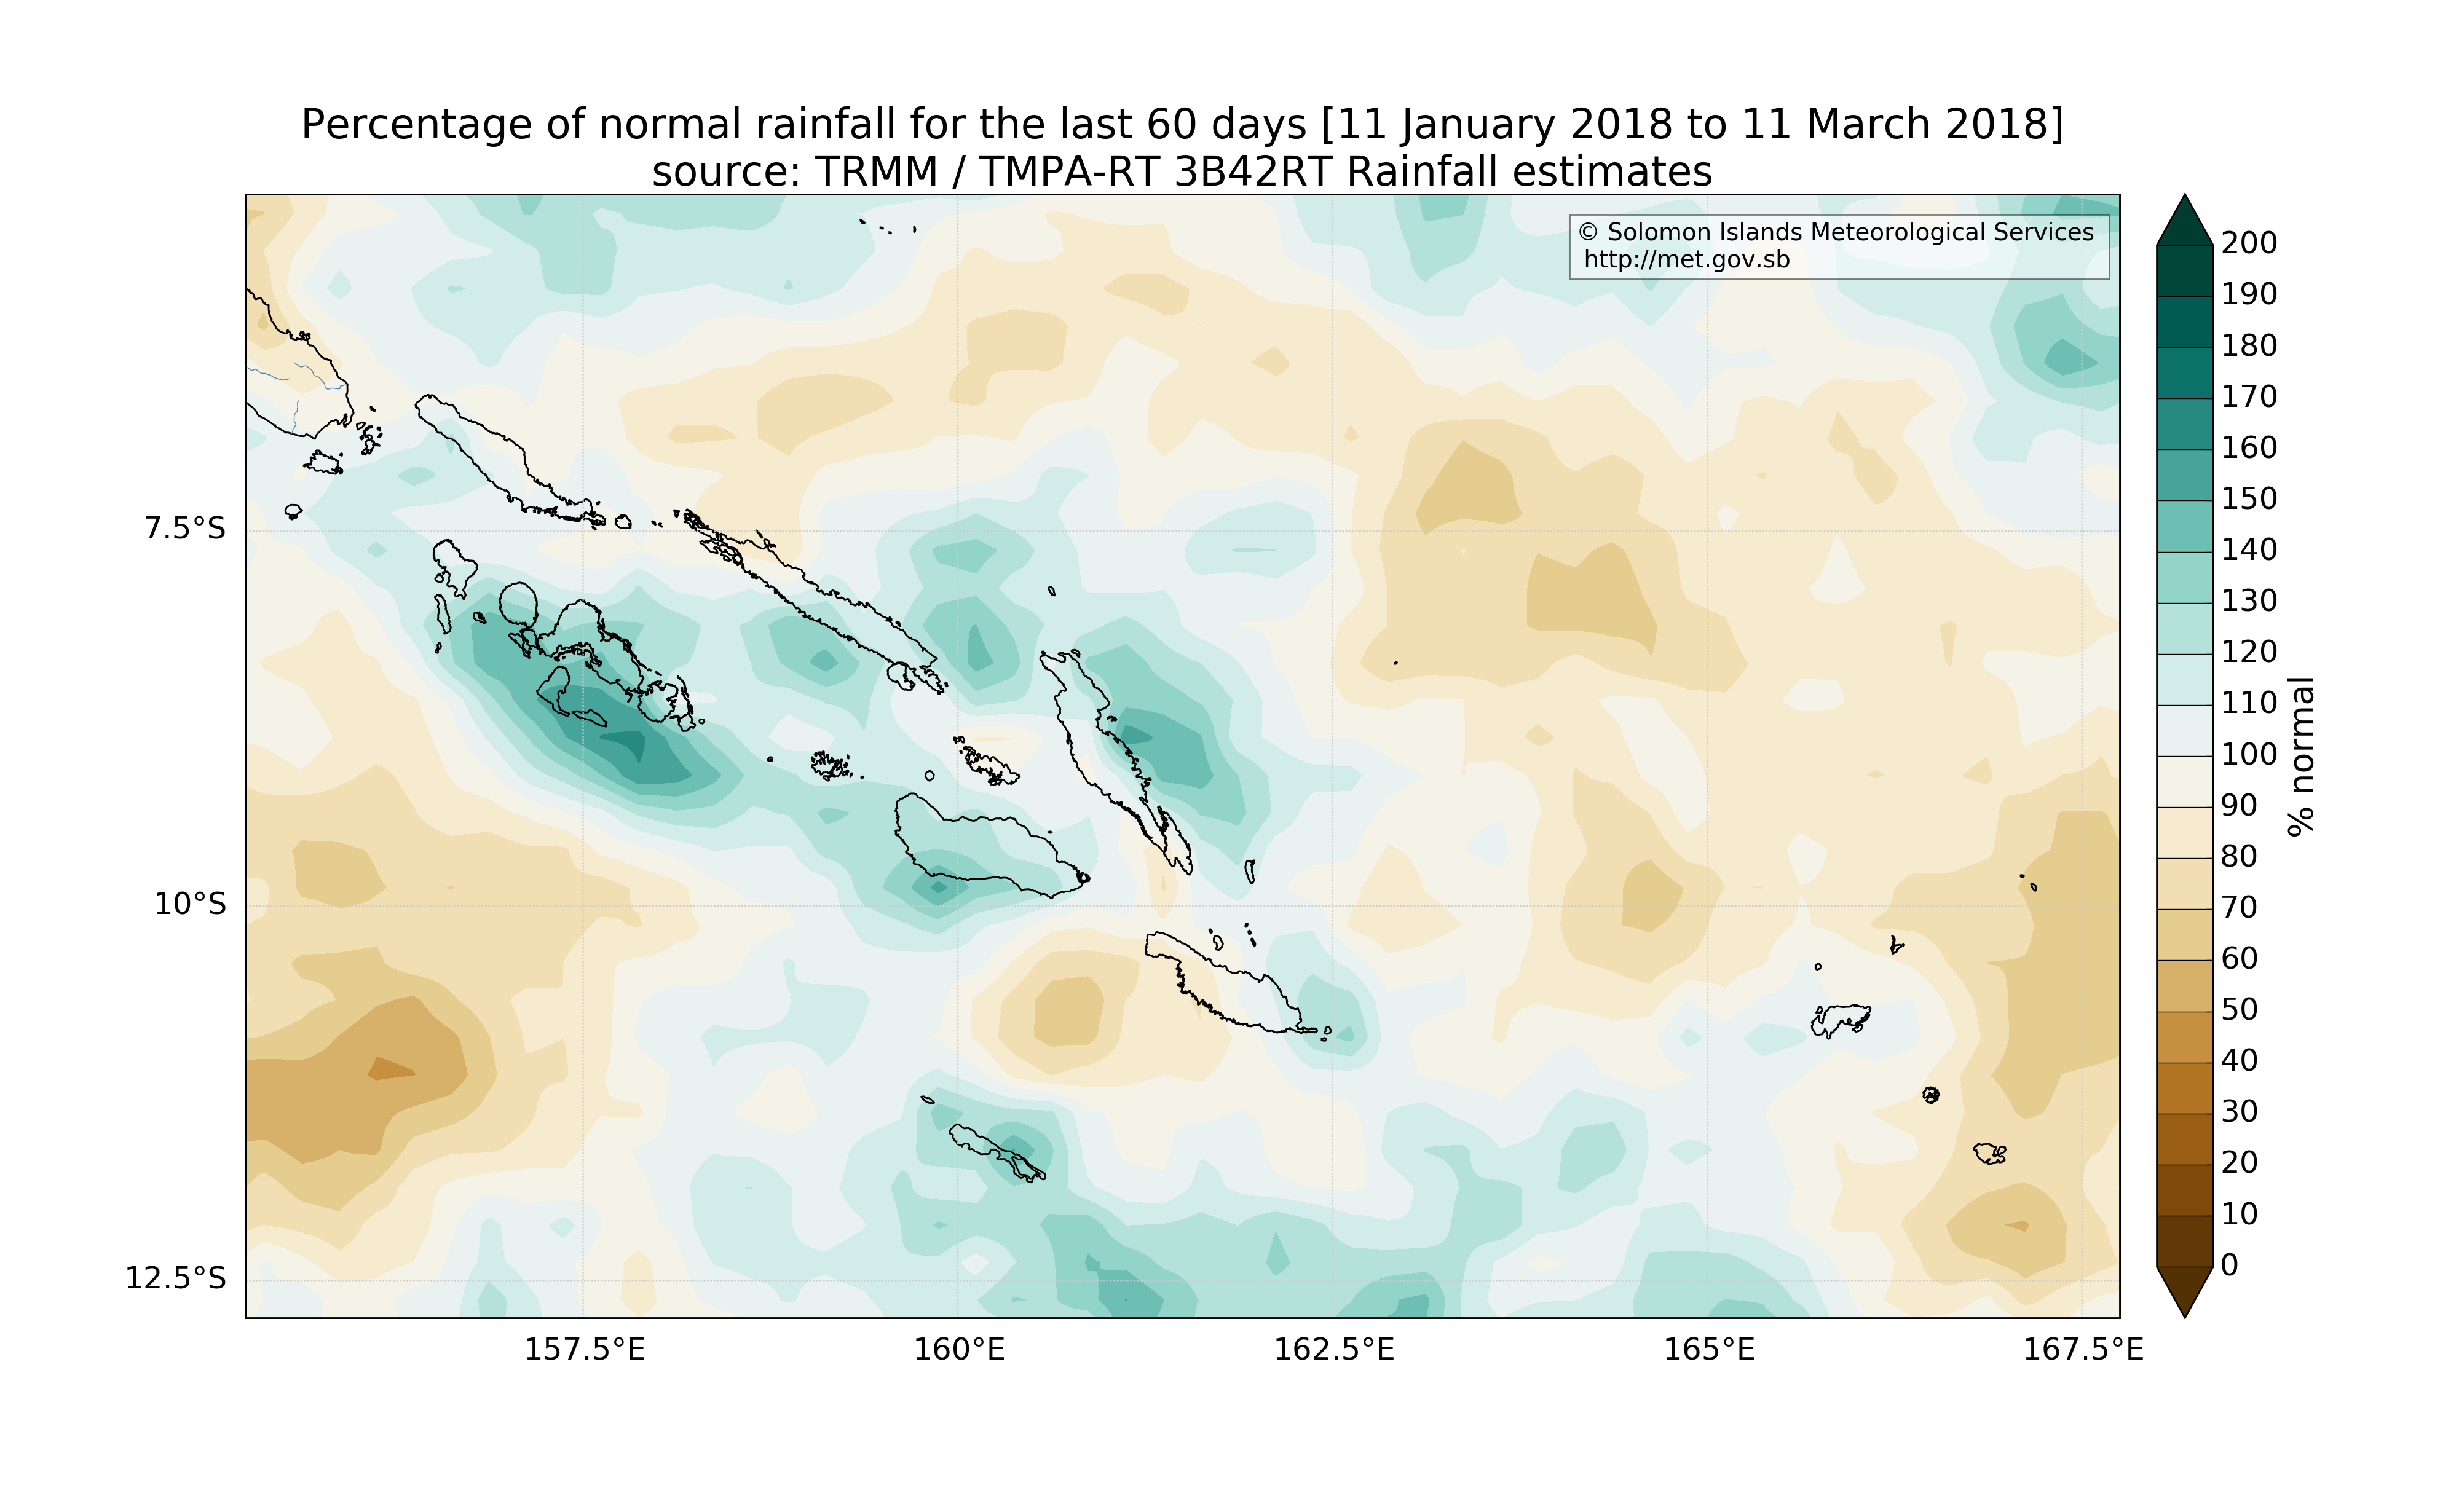 Percentage of normal rainfall for the last 60 days [11 January 2018 to 11 March 2018]
source: TRMM / TMPA-RT 3B42RT Rainfall estimates
© Solomon Islands Meteorological Services
http://met.gov.sb
7.5°S
10°S
12.5°S
157.5°E
160°E
162.5°E
165°E
167.5°E
200
190
180
170
160
150
140
130
120
110
100
90
80
70
60
50
40
30
20
10
0
% normal